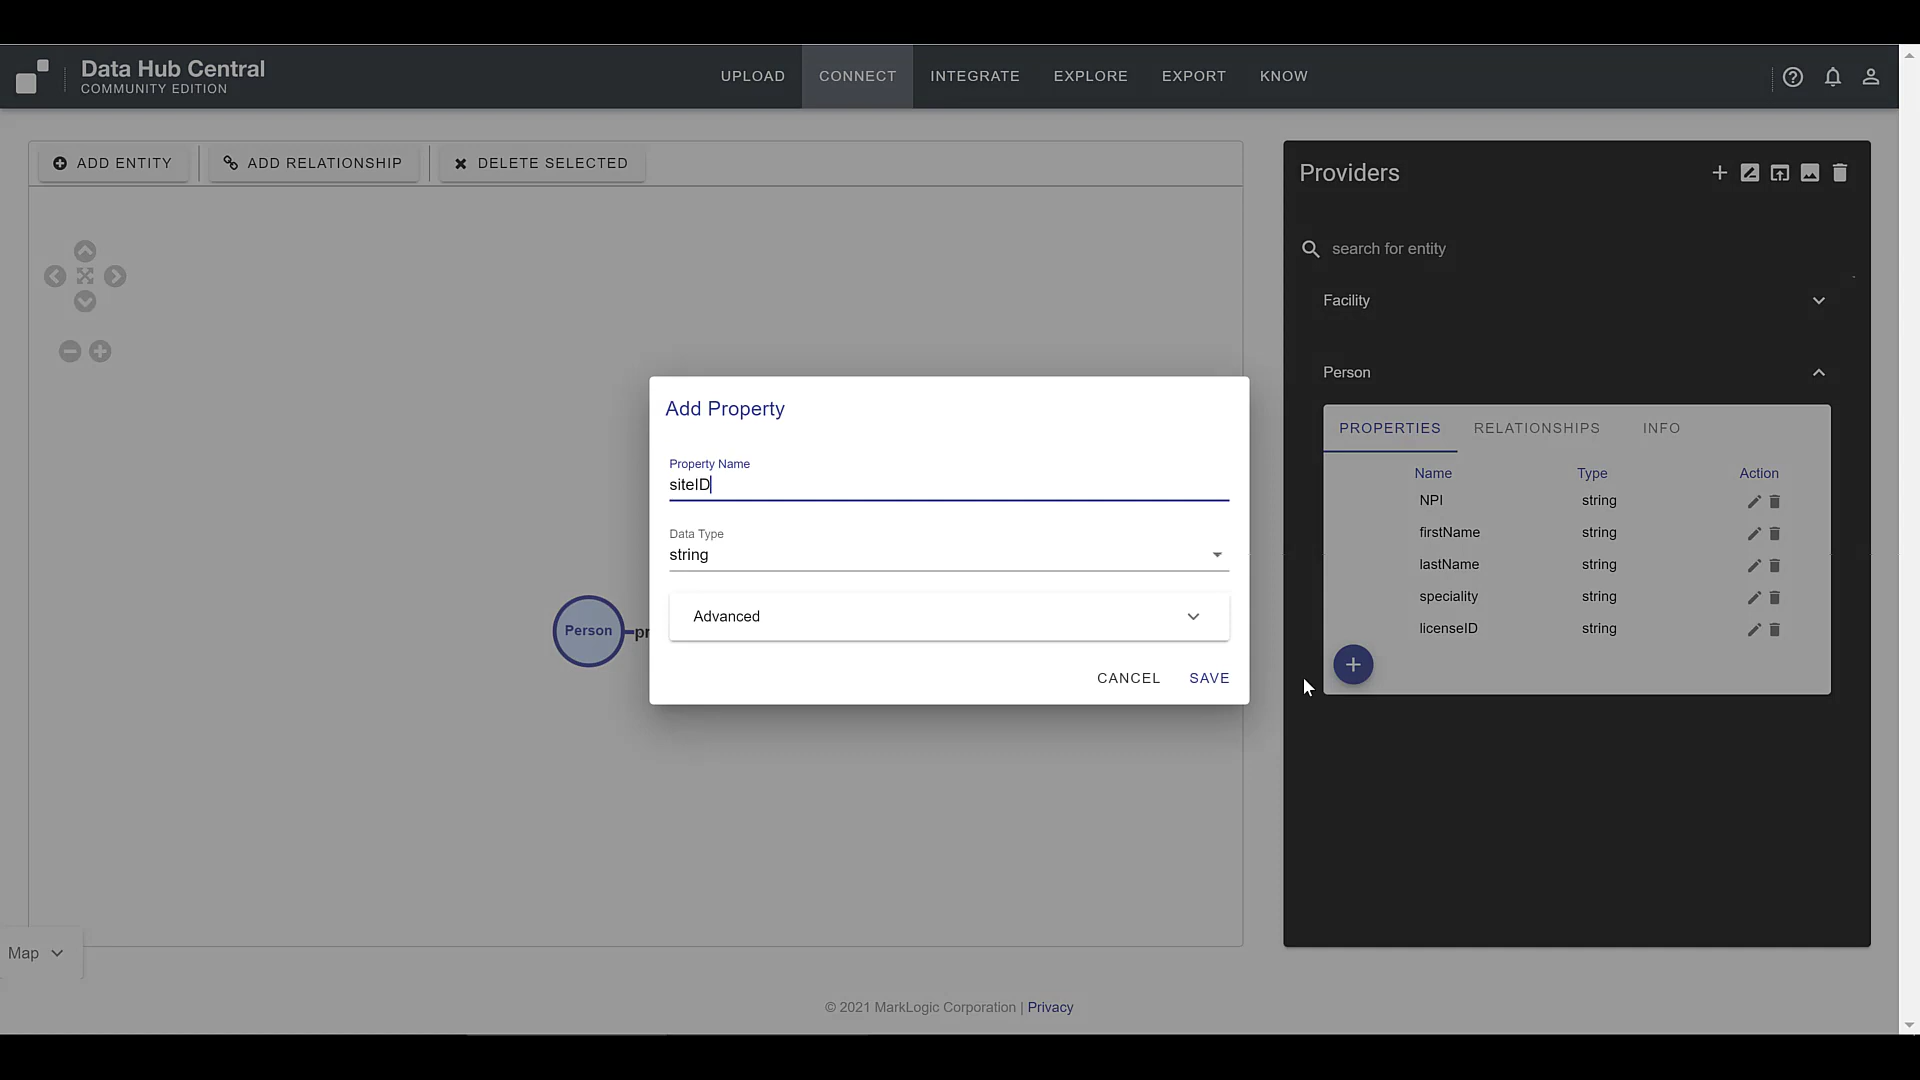 Data Hub Central
COMMUNITY EDITION
UPLOAD CONNECT INTEGRATE EXPLORE EXPORT KNOW
ADD ENTITY ADD RELATIONSHIP DELETE SELECTED
Providers
search for entity
Facility
Person
PROPERTIES RELATIONSHIPS INFO
Name Type Action
NPI string
firstName string
lastName string
speciality string
licenseID string
Add Property
Property Name
siteID
Data Type
string
Advanced
CANCEL SAVE
Person
pr
Map
© 2021 MarkLogic Corporation | Privacy